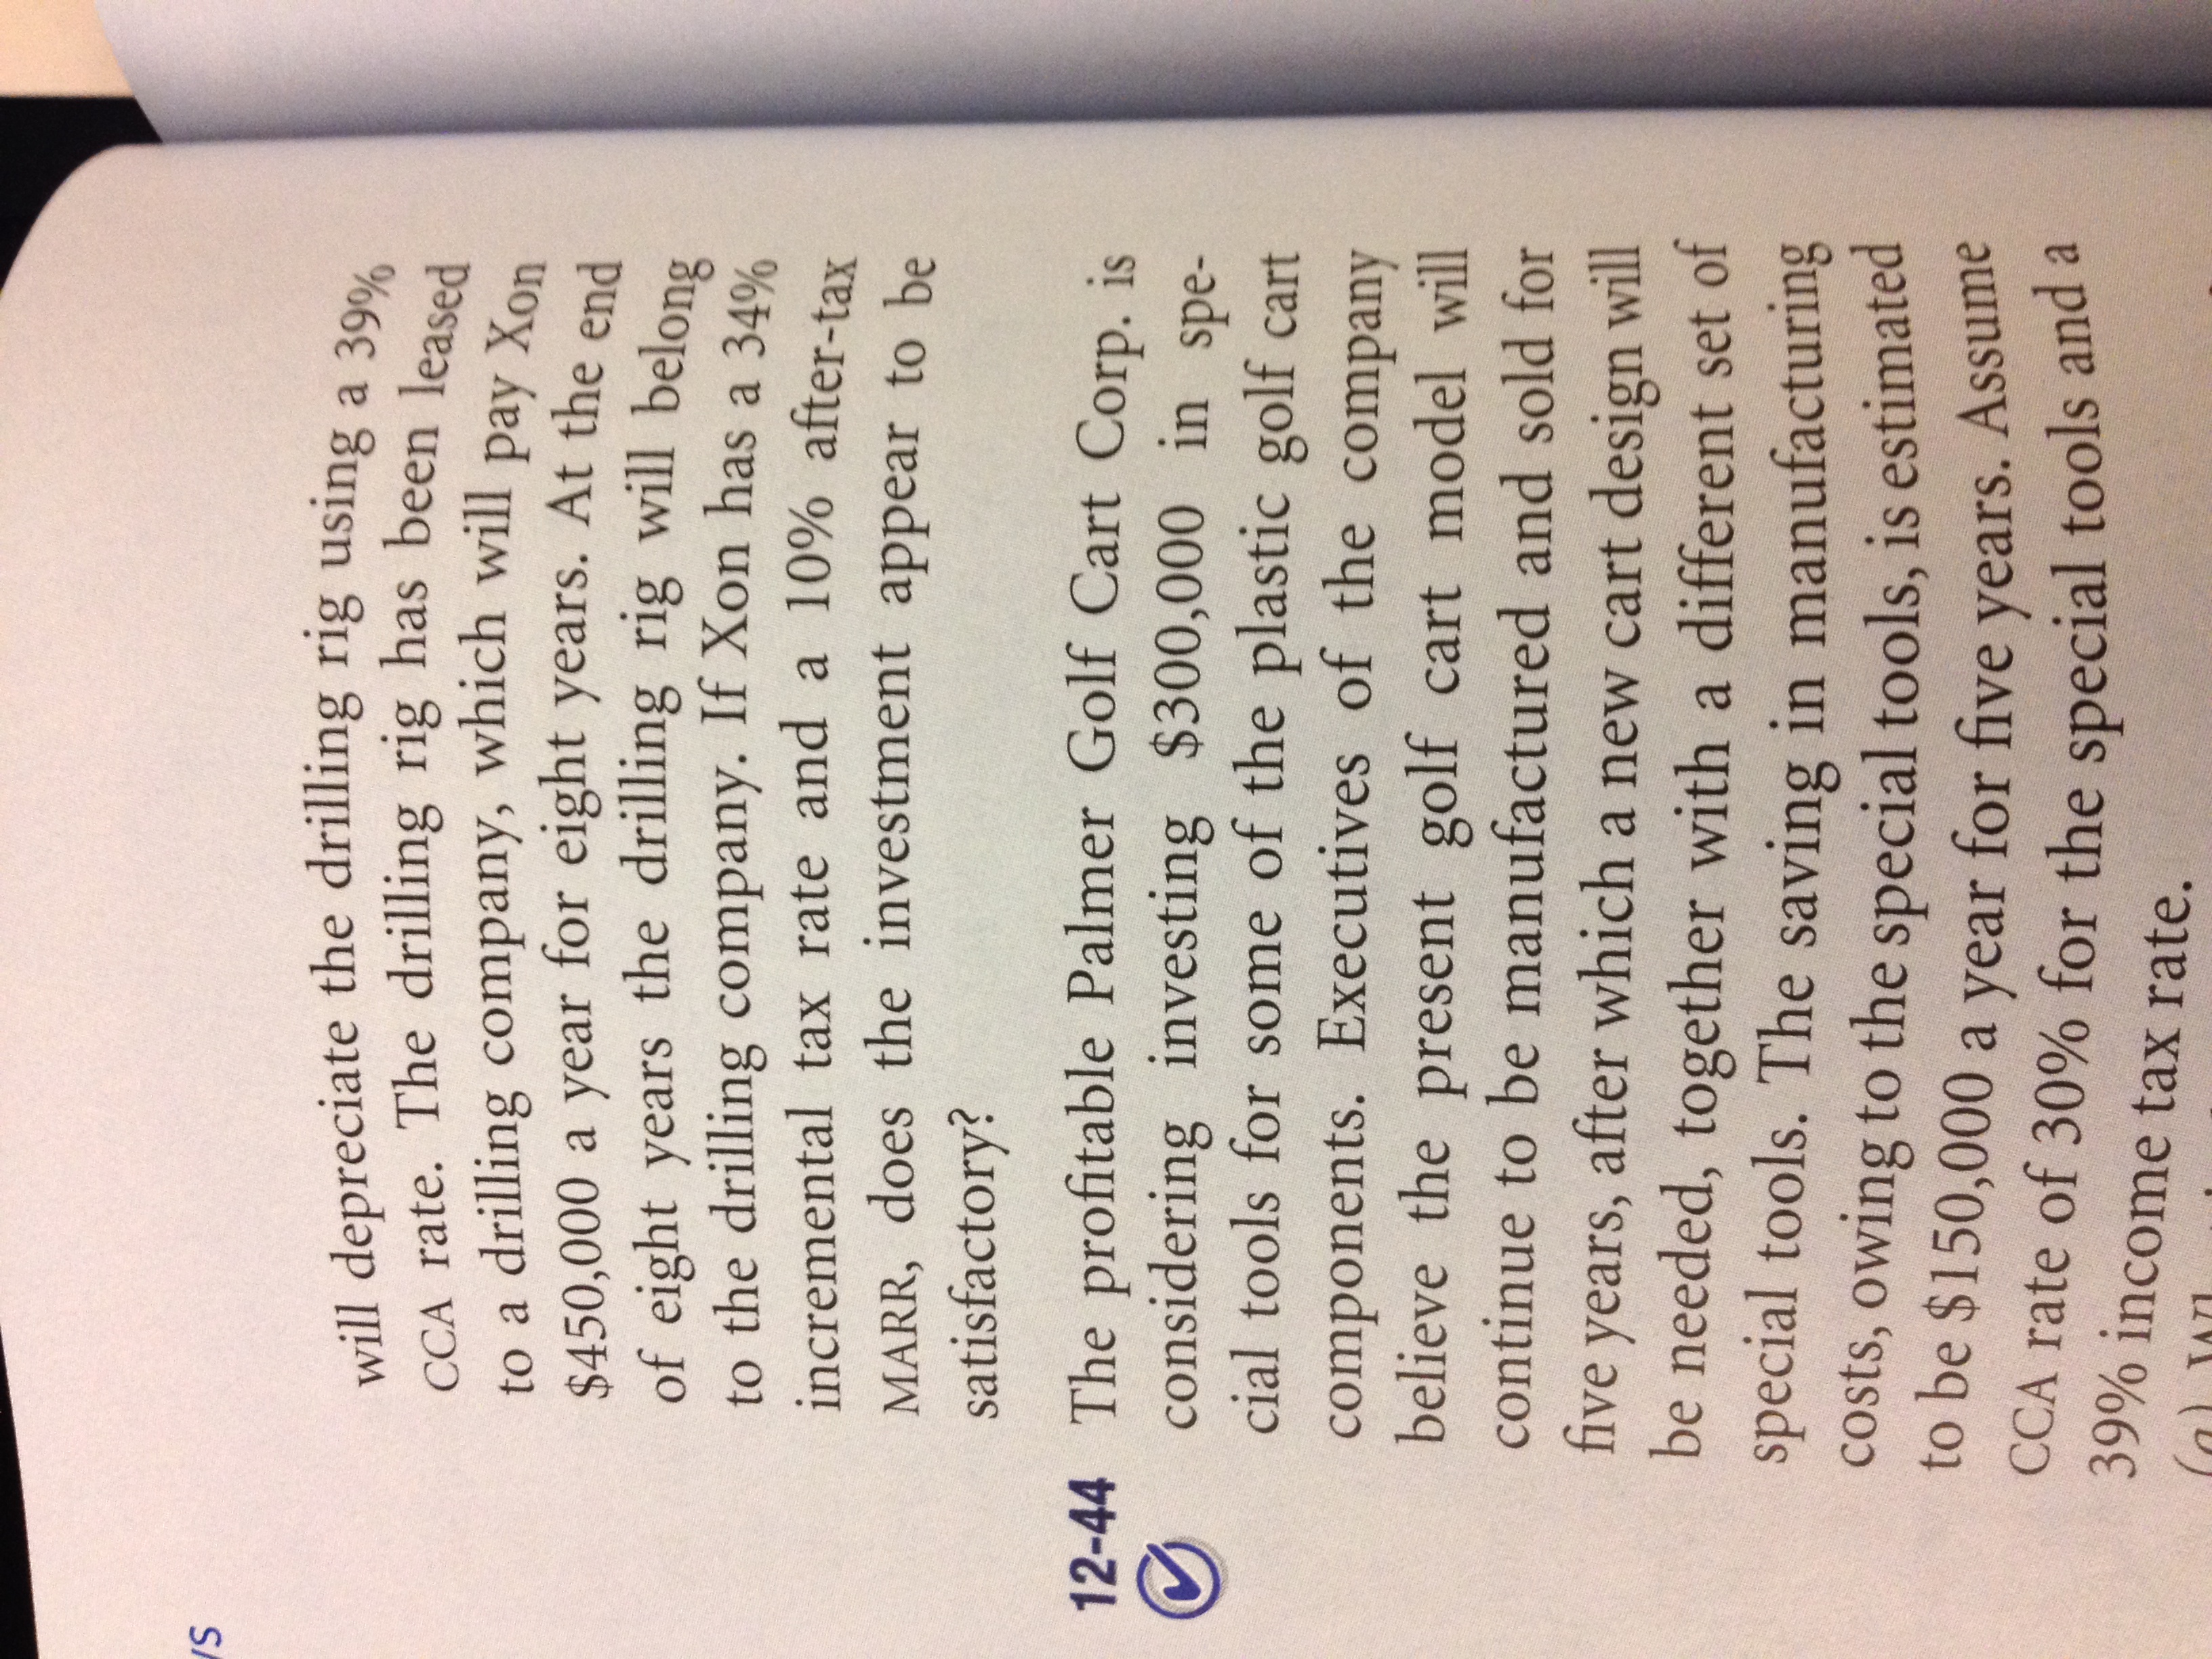 will depreciate the drilling rig using a 39%
CCA rate. The drilling rig has been leased
to a drilling company, which will pay Xon
$450,000 a year for eight years. At the end
of eight years the drilling rig will belong
to the drilling company. If Xon has a 34%
incremental tax rate and a 10% after-tax
MARR, does the investment appear to be
satisfactory?
12-44 The profitable Palmer Golf Cart Corp. is
considering investing $300,000 in spe-
cial tools for some of the plastic golf cart
components. Executives of the company
believe the present golf cart model will
continue to be manufactured and sold for
five years, after which a new cart design will
be needed, together with a different set of
special tools. The saving in manufacturing
costs, owing to the special tools, is estimated
to be $150,000 a year for five years. Assume
CCA rate of 30% for the special tools and a
39% income tax rate.
(a)